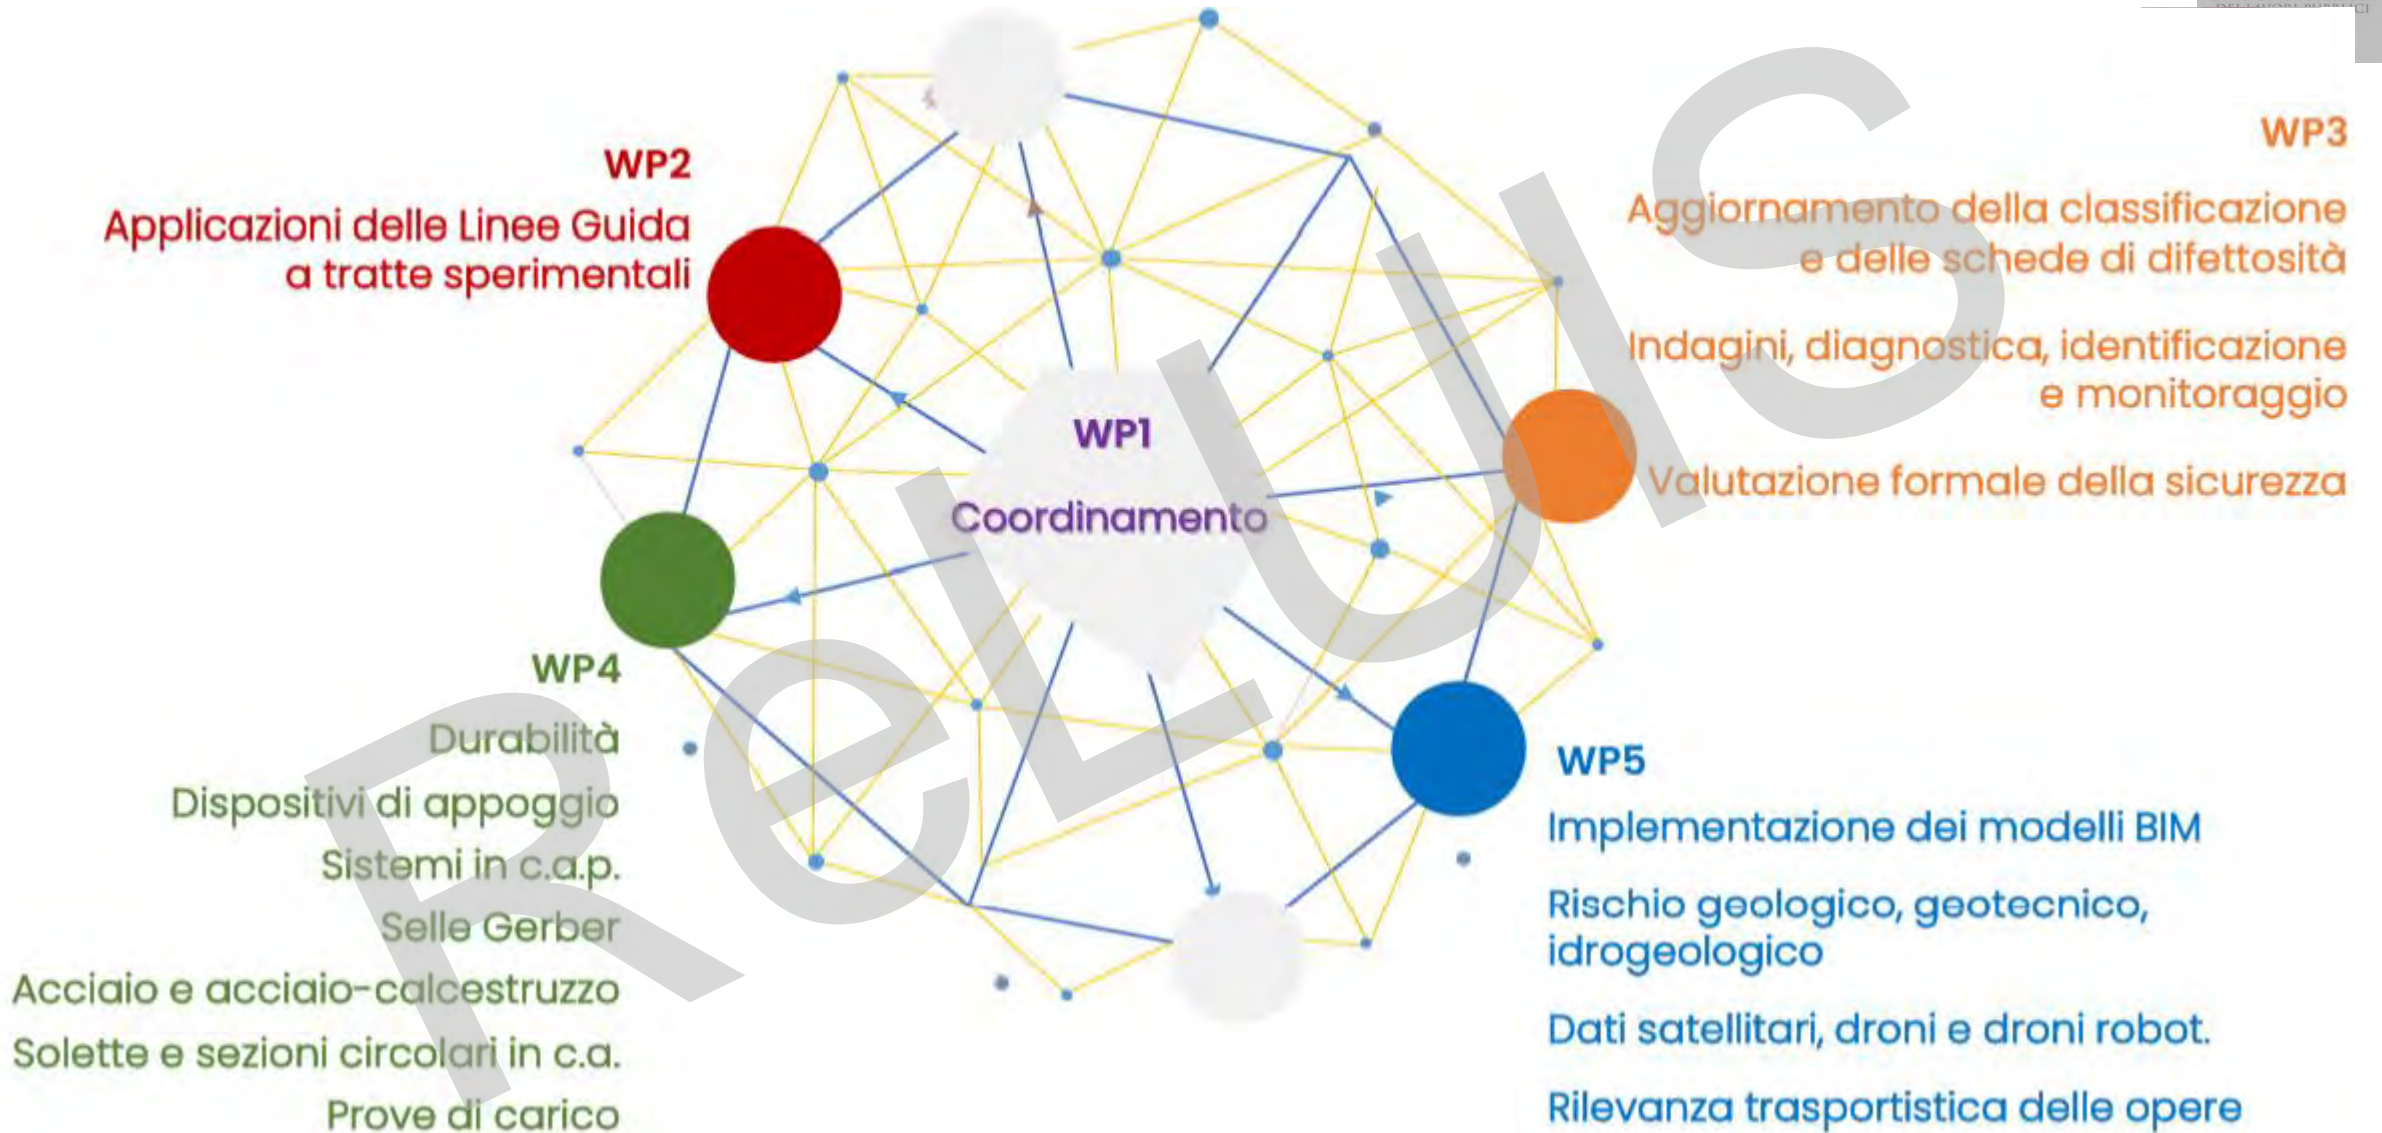 WP2
Applicazioni delle Linee Guida
a tratte sperimentali
WP3
Aggiornamento della classificazione
e delle schede di difettosità
Indagini, diagnostica, identificazione
e monitoraggio
Valutazione formale della sicurezza
WP1
Coordinamento
WP4
Durabilità
Dispositivi di appoggio
Sistemi in c.a.p.
Selle Gerber
Acciaio e acciaio-calcestruzzo
Solette e sezioni circolari in c.a.
Prove di carico
WP5
Implementazione dei modelli BIM
Rischio geologico, geotecnico,
idrogeologico
Dati satellitari, droni e droni robot.
Rilevanza trasportistica delle opere
ReLUIS